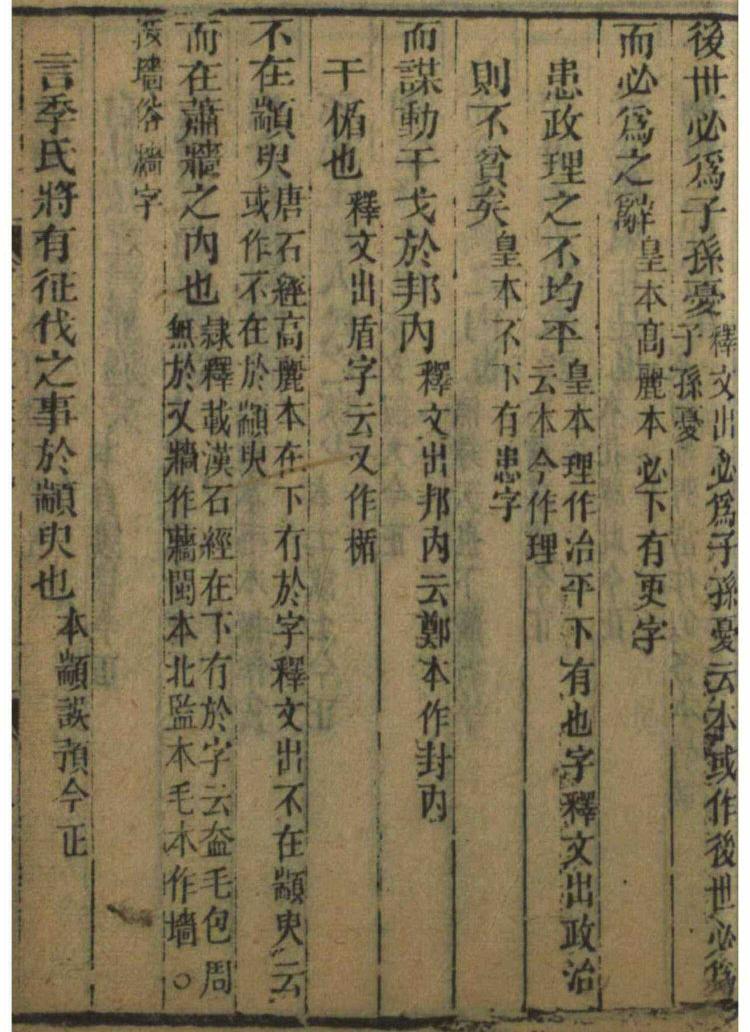 後世必爲子孫憂釋文出必爲子孫憂云本或作後世必爲
子孫憂
而必爲之辭皇本高麗本必下有更字
患政理之不均平皇本理作治平下有也字釋文出政治
云本今作理
則不貧矣皇本不下有患字
而謀動干戈於邦內釋文出邦內云鄭本作封內
干楯也釋文出盾字云又作楯
不在顓臾唐石經高麗本在下有於字釋文出不在顓臾云
或作不在於顓臾
而在蕭牆之內也隸釋載漢石經在下有於字云盍毛包周
無於又牆作蘠閩本北監本毛本作墻○
按墻俗牆字
言季氏將有征伐之事於顓臾也本顓誤預今正